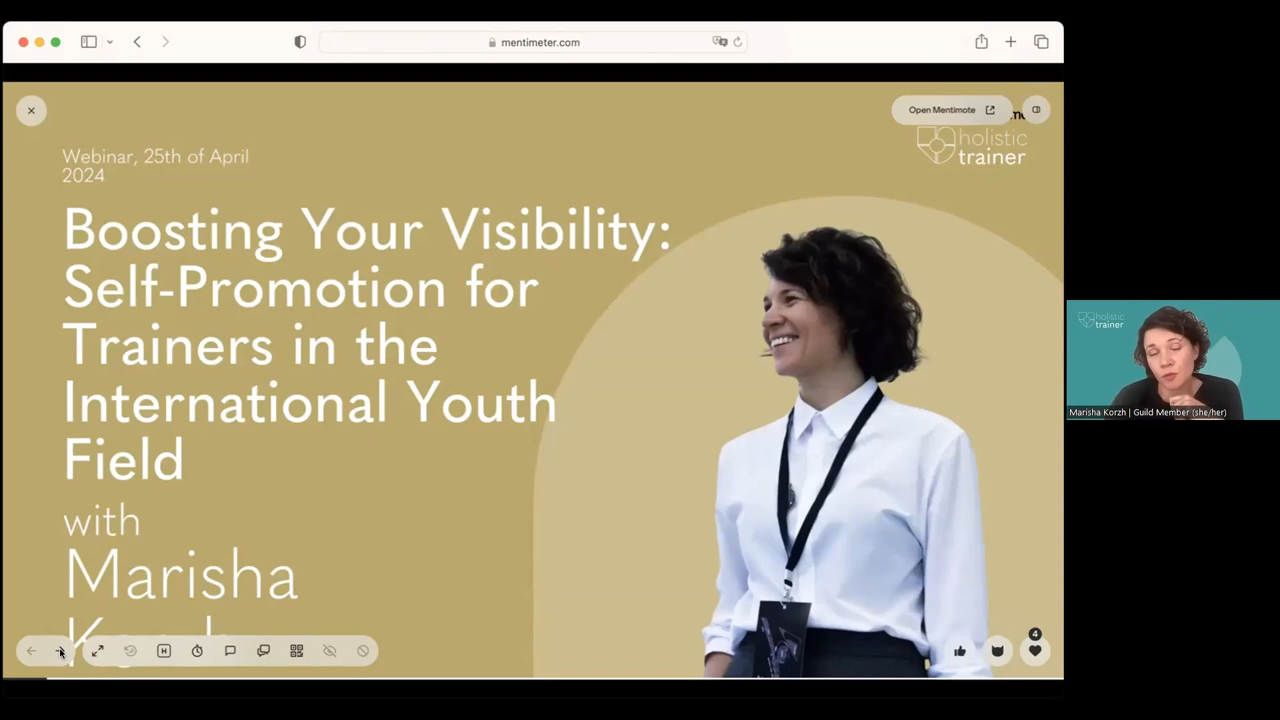 mentimeter.com
Open Mentimote
holistic
trainer
Webinar, 25th of April
2024
Boosting Your Visibility:
Self-Promotion for
Trainers in the
International Youth
Field
with
Marisha
H
4
holistic
trainer
Marisha Korzh | Guild Member (she/her)